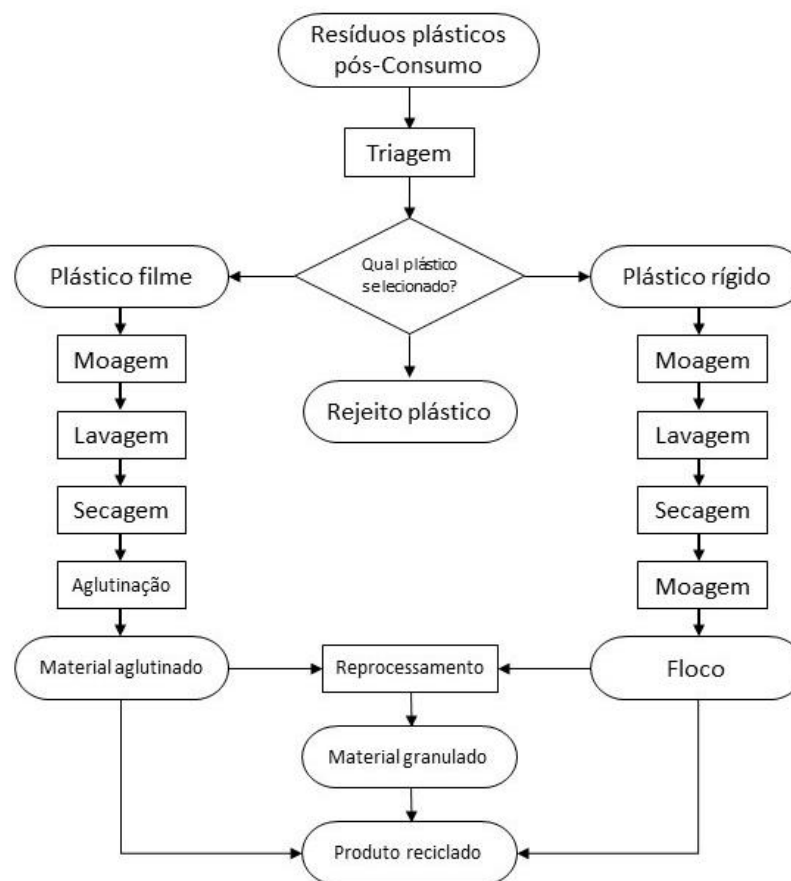 Resíduos plásticos
pós-Consumo
Triagem
Qual plástico
selecionado?
Plástico filme
Plástico rígido
Moagem
Moagem
Rejeito plástico
Lavagem
Lavagem
Secagem
Secagem
Aglutinação
Moagem
Material aglutinado
Reprocessamento
Floco
Material granulado
Produto reciclado